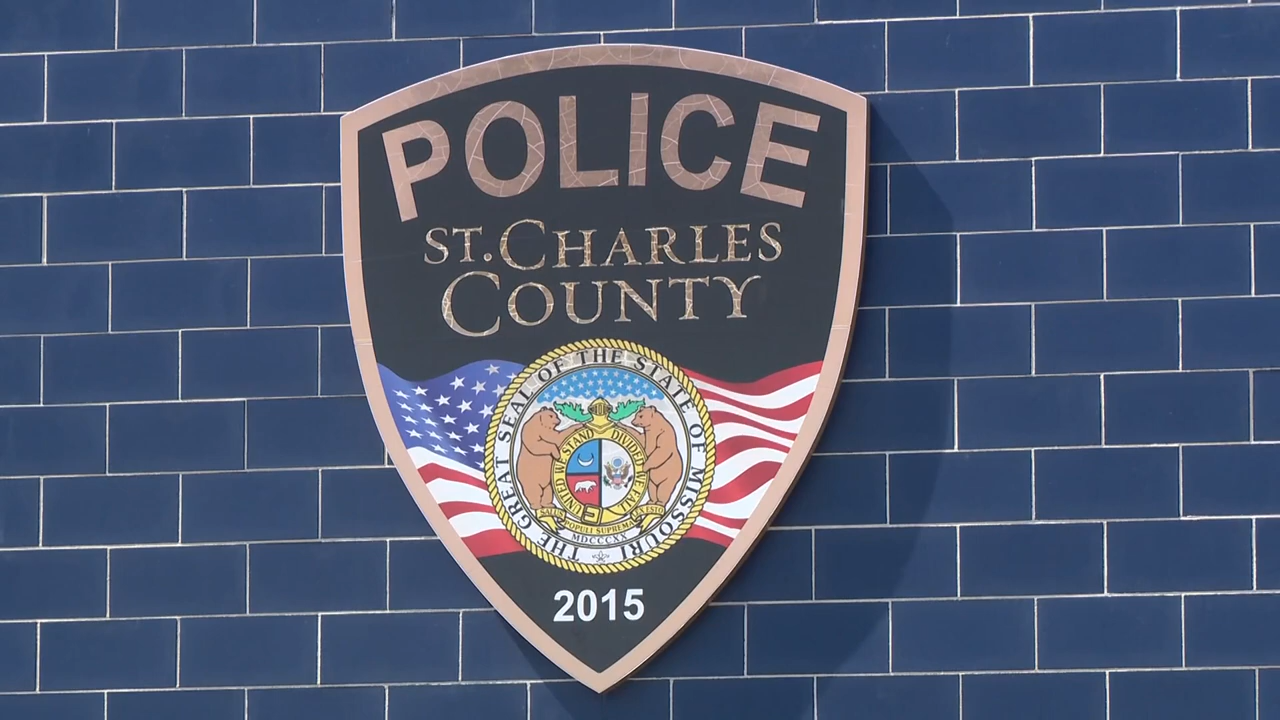 POLICE
ST. CHARLES
COUNTY
THE GREAT SEAL OF THE STATE OF MISSOURI
UNITED WE STAND DIVIDED WE FALL
SALUS POPULI SUPREMA LEX ESTO
MDCCCXX
2015